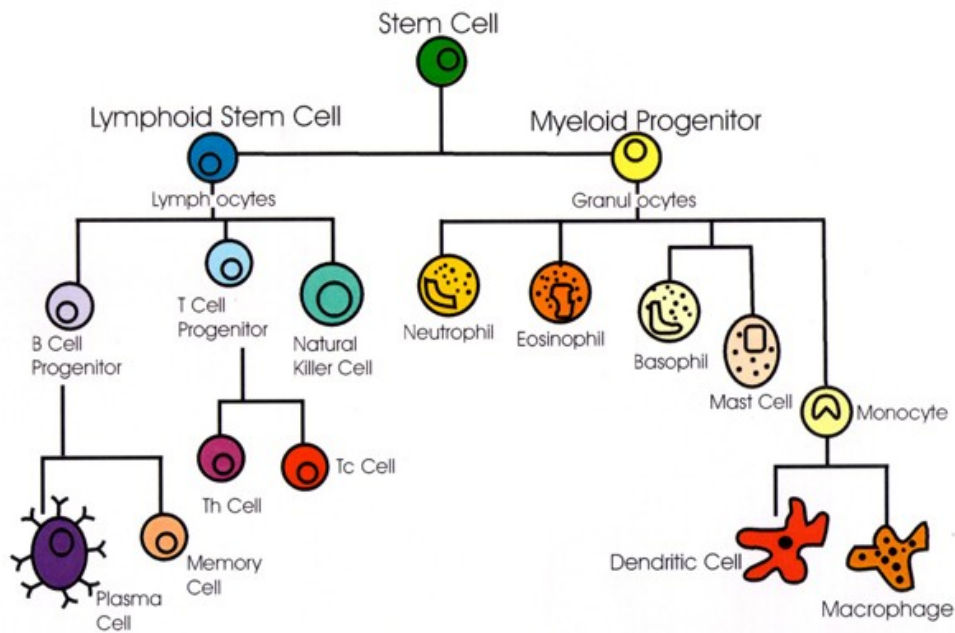 Stem Cell
Lymphoid Stem Cell
Myeloid Progenitor
Lymph ocytes
Granul ocytes
B Cell
Progenitor
T Cell
Progenitor
Natural
Killer Cell
Neutrophil
Eosinophil
Basophil
Mast Cell
Monocyte
Th Cell
Tc Cell
Plasma
Cell
Memory
Cell
Dendritic Cell
Macrophage